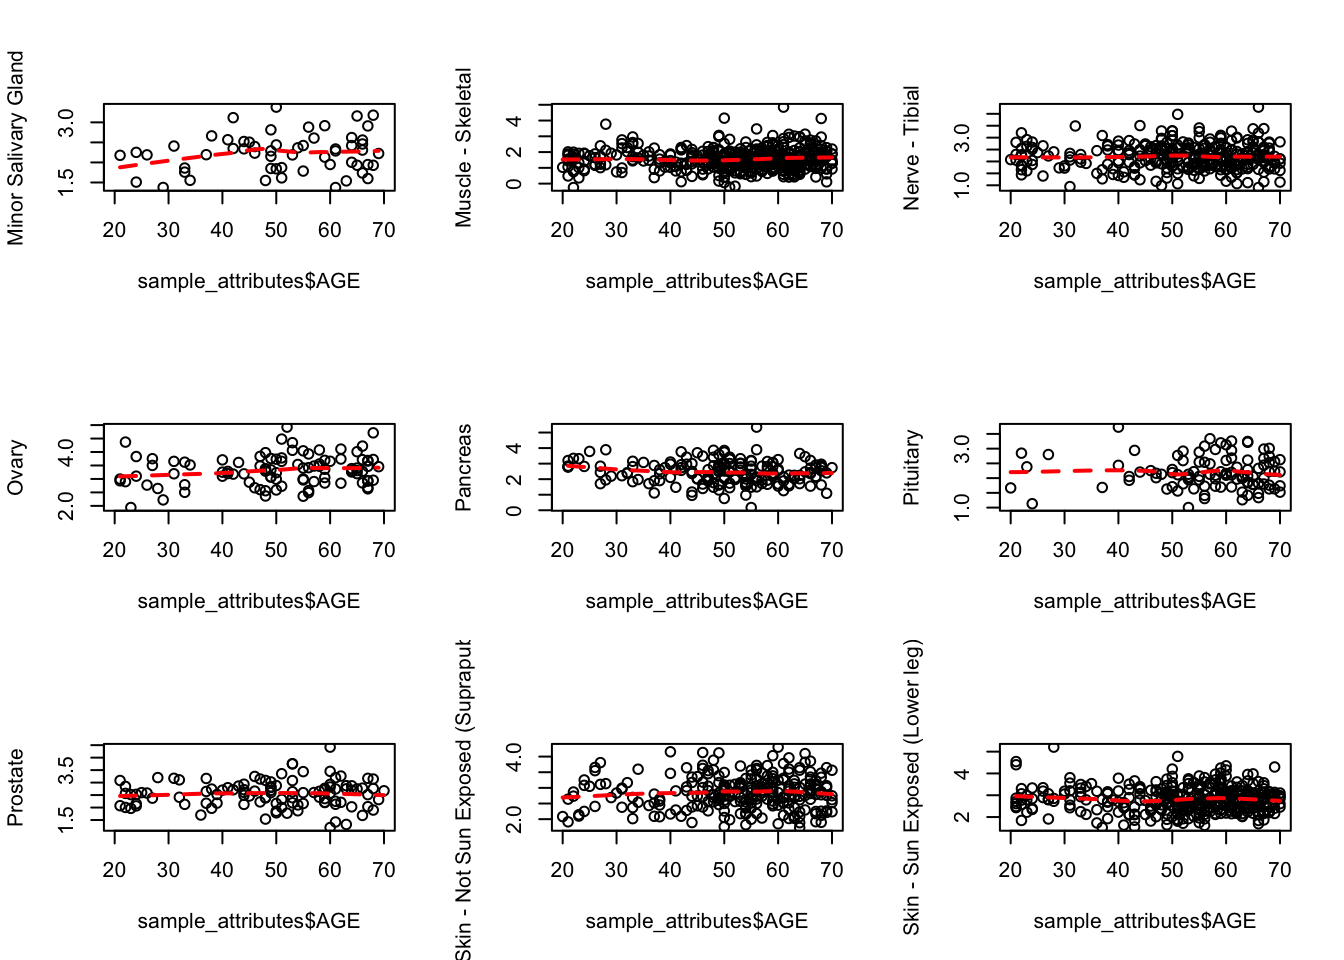 Minor Salivary Gland
1.5 3.0
20 30 40 50 60 70
sample_attributes$AGE
Muscle - Skeletal
0 2 4
20 30 40 50 60 70
sample_attributes$AGE
Nerve - Tibial
1.0 3.0
20 30 40 50 60 70
sample_attributes$AGE
Ovary
2.0 4.0
20 30 40 50 60 70
sample_attributes$AGE
Pancreas
0 2 4
20 30 40 50 60 70
sample_attributes$AGE
Pituitary
1.0 3.0
20 30 40 50 60 70
sample_attributes$AGE
Prostate
1.5 3.5
20 30 40 50 60 70
sample_attributes$AGE
Skin - Not Sun Exposed (Suprapub
2.0 4.0
20 30 40 50 60 70
sample_attributes$AGE
Skin - Sun Exposed (Lower leg)
2 4
20 30 40 50 60 70
sample_attributes$AGE